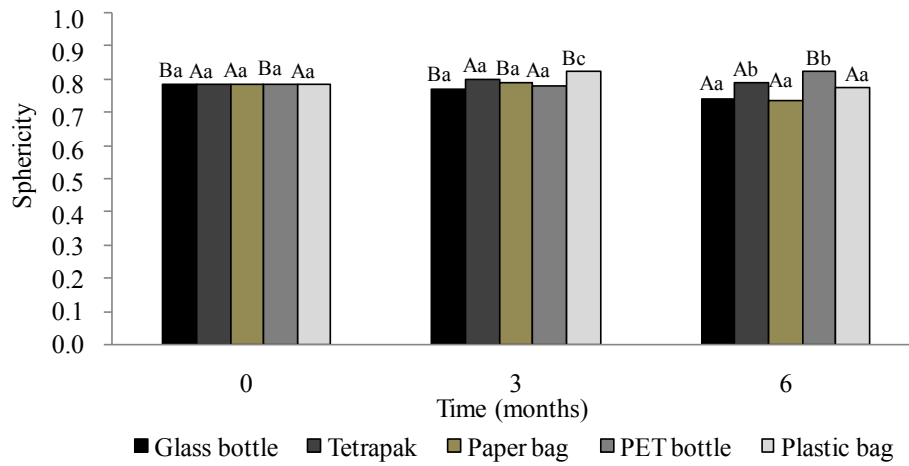 Sphericity
1.0
0.9
0.8
0.7
0.6
0.5
0.4
0.3
0.2
0.1
0.0
Ba Aa Aa Ba Aa
Ba Aa Ba Aa Bc
Aa Ab Aa Bb Aa
0 3 6
Time (months)
Glass bottle Tetrapak Paper bag PET bottle Plastic bag